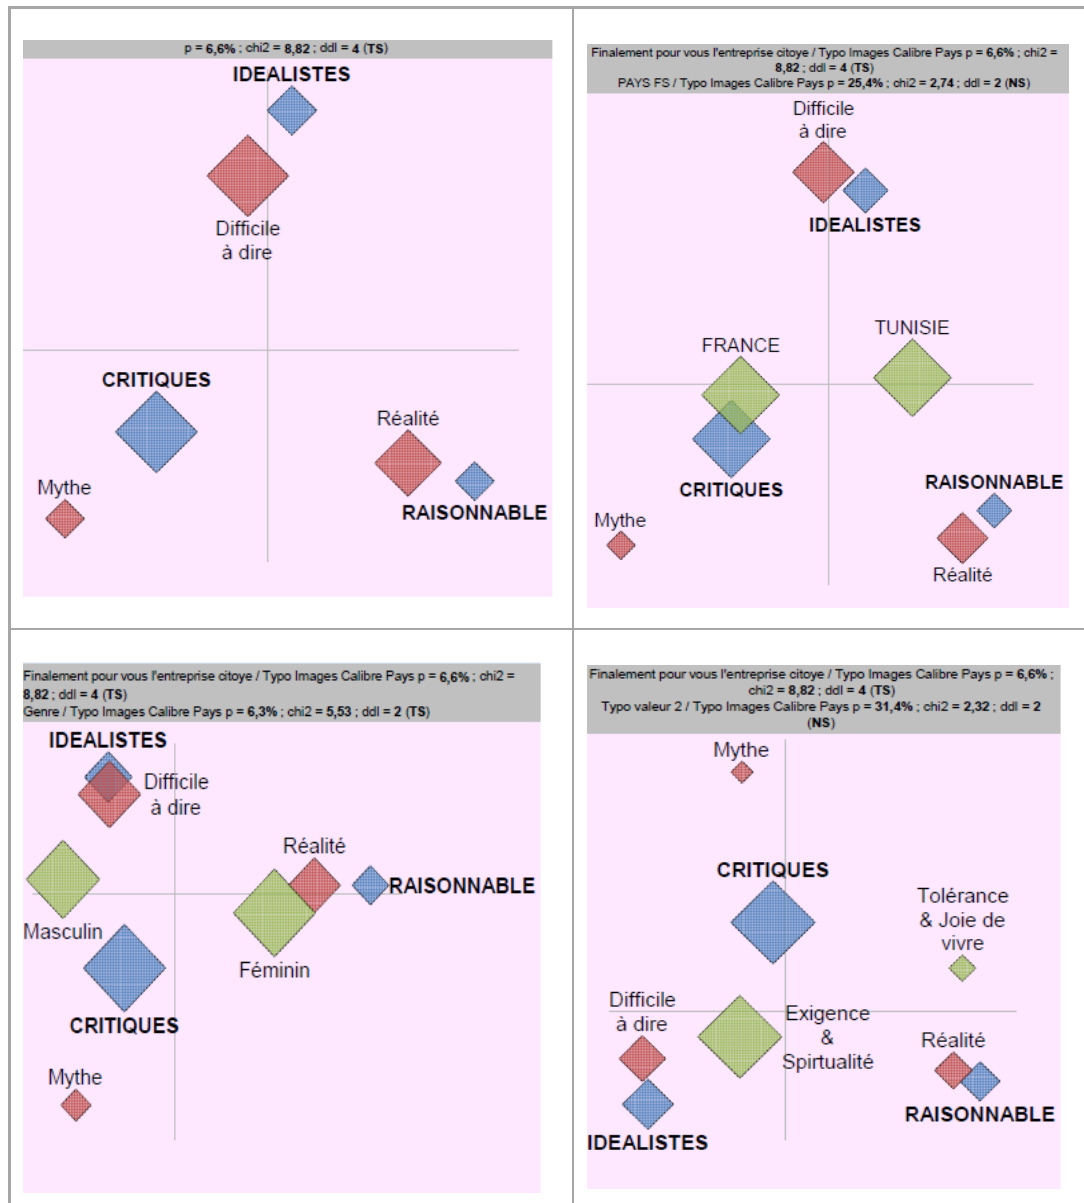 p = 6,6% ; chi2 = 8,82 ; ddl = 4 (TS)
IDEALISTES
Difficile
à dire
CRITIQUES
Réalité
Mythe
RAISONNABLE
Finalement pour vous l'entreprise citoye / Typo Images Calibre Pays p = 6,6% ; chi2 =
8,82 ; ddl = 4 (TS)
PAYS FS / Typo Images Calibre Pays p = 25,4% ; chi2 = 2,74 ; ddl = 2 (NS)
Difficile
à dire
IDEALISTES
TUNISIE
FRANCE
CRITIQUES
RAISONNABLE
Mythe
Réalité
Finalement pour vous l'entreprise citoye / Typo Images Calibre Pays p = 6,6% ; chi2 =
8,82 ; ddl = 4 (TS)
Genre / Typo Images Calibre Pays p = 6,3% ; chi2 = 5,53 ; ddl = 2 (TS)
IDEALISTES
Difficile
à dire
Réalité
RAISONNABLE
Masculin
Féminin
CRITIQUES
Mythe
Finalement pour vous l'entreprise citoye / Typo Images Calibre Pays p = 6,6% ;
chi2 = 8,82 ; ddl = 4 (TS)
Typo valeur 2 / Typo Images Calibre Pays p = 31,4% ; chi2 = 2,32 ; ddl = 2
(NS)
Mythe
CRITIQUES
Tolérance
& Joie de
vivre
Difficile
à dire
Exigence
&
Spirtualité
Réalité
RAISONNABLE
IDEALISTES